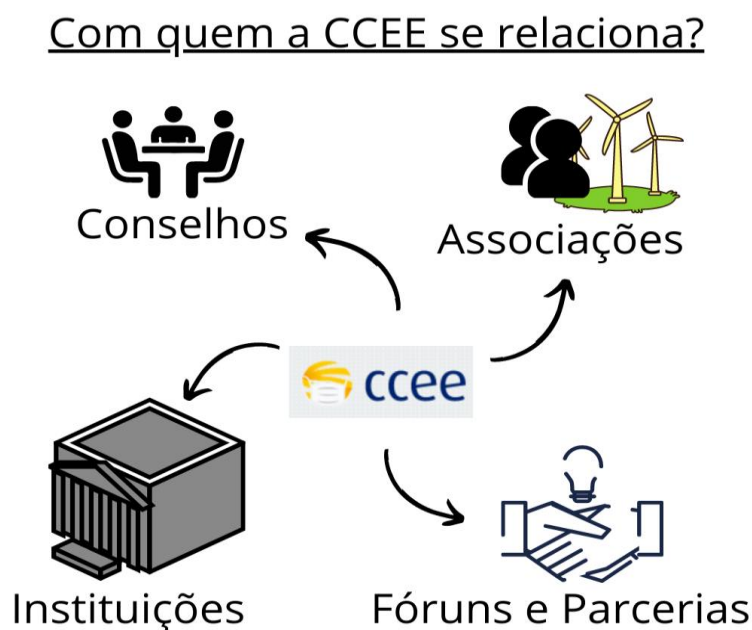 Com quem a CCEE se relaciona?
Conselhos
Associações
ccee
Instituições
Fóruns e Parcerias